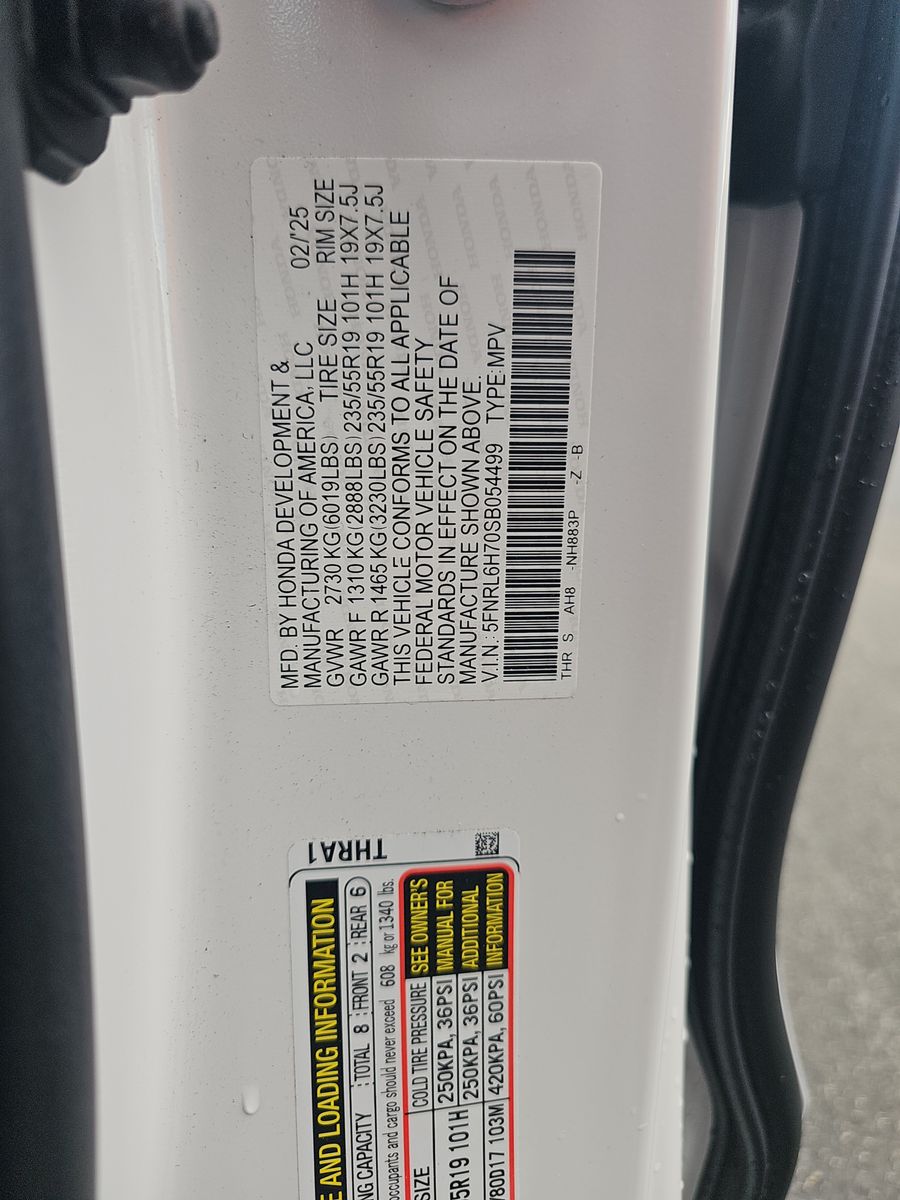 MFD. BY HONDA DEVELOPMENT &
MANUFACTURING OF AMERICA, LLC 02/'25
GVWR 2730 KG(6019LBS) TIRE SIZE RIM SIZE
GAWR F 1310 KG(2888LBS) 235/55R19 101H 19X7.5J
GAWR R 1465 KG(3230LBS) 235/55R19 101H 19X7.5J
THIS VEHICLE CONFORMS TO ALL APPLICABLE
FEDERAL MOTOR VEHICLE SAFETY
STANDARDS IN EFFECT ON THE DATE OF
MANUFACTURE SHOWN ABOVE.
V.I.N.: 5FNRL6H70SB054499 TYPE:MPV
THR S AH8 -NH883P -Z -B
THRA1
E AND LOADING INFORMATION
NG CAPACITY TOTAL 8 FRONT 2 REAR 6
occupants and cargo should never exceed 608 kg or 1340 lbs.
SIZE COLD TIRE PRESSURE
5R19 101H 250KPA, 36PSI
250KPA, 36PSI
/80D17 103M 420KPA, 60PSI
SEE OWNER'S
MANUAL FOR
ADDITIONAL
INFORMATION